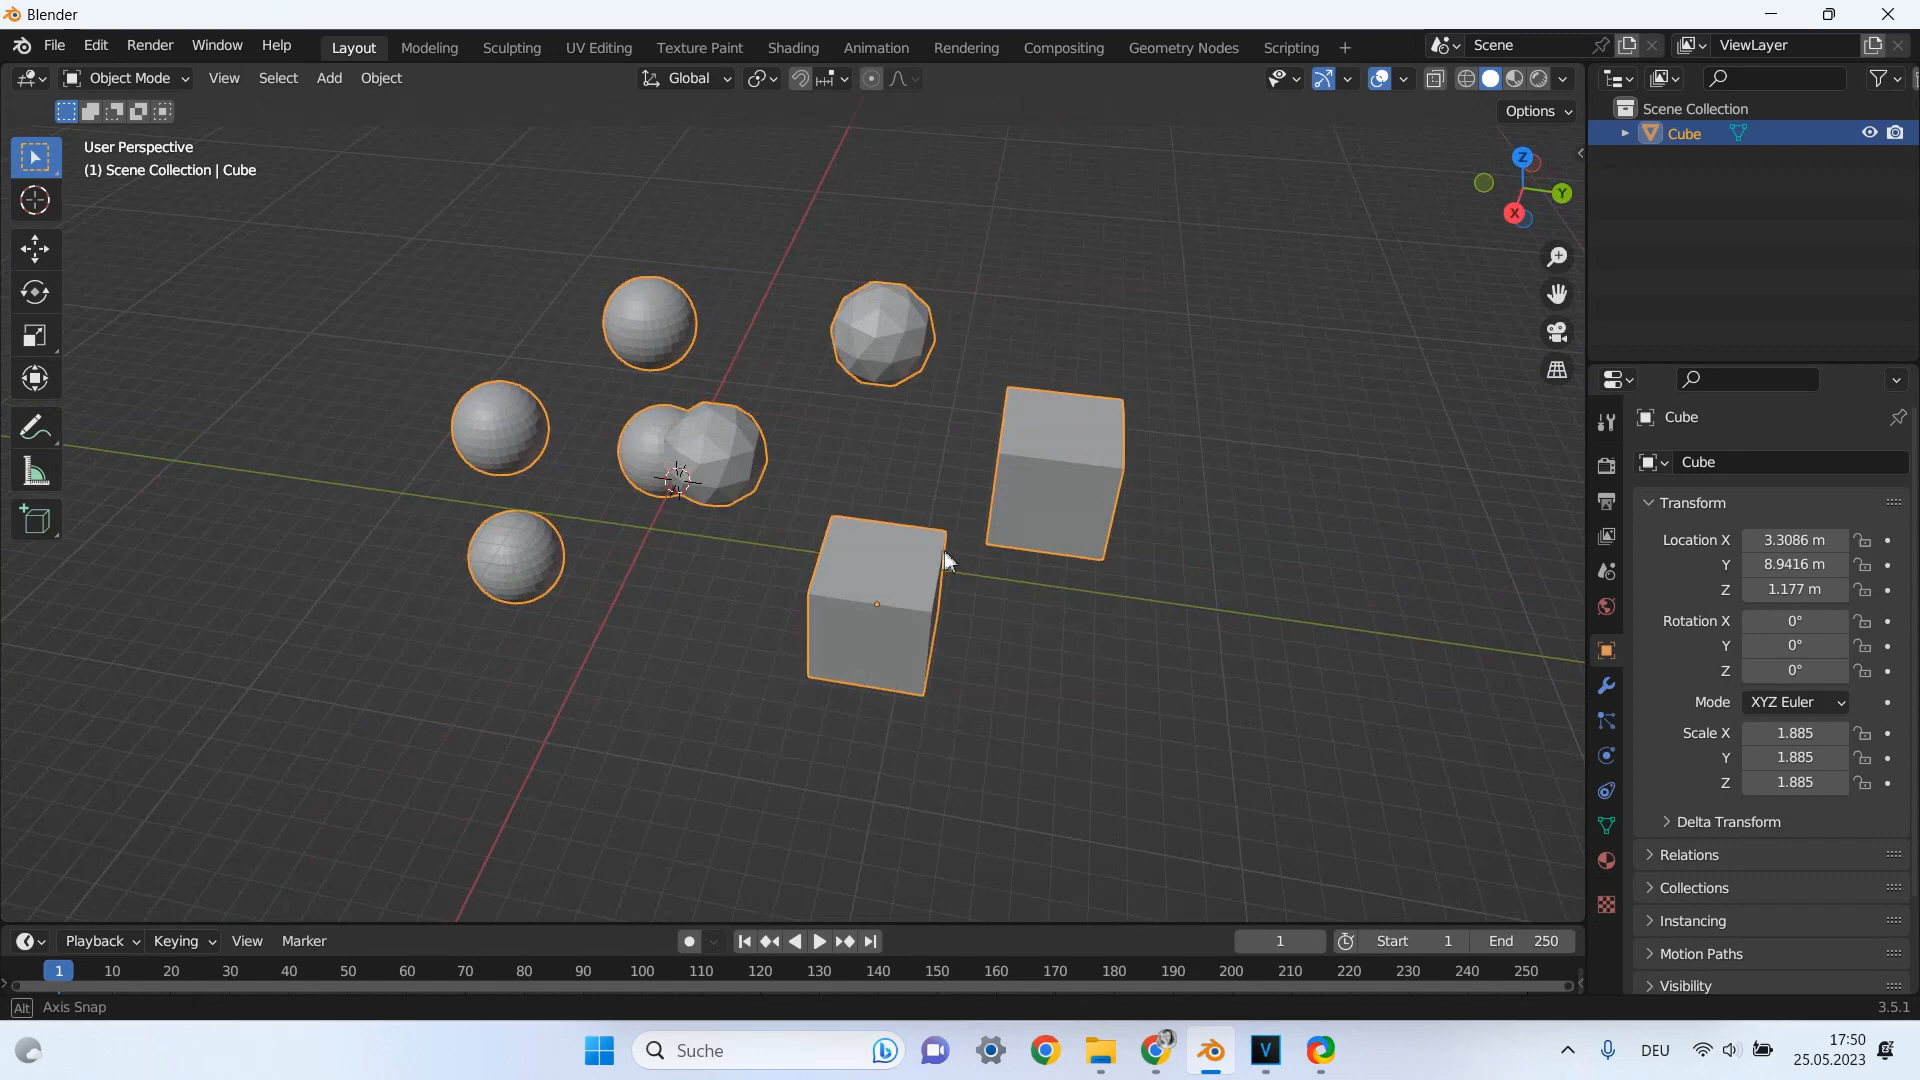 Blender
File Edit Render Window Help Layout Modeling Sculpting UV Editing Texture Paint Shading Animation Rendering Compositing Geometry Nodes Scripting + Scene ViewLayer
Object Mode View Select Add Object Global
Options
User Perspective
(1) Scene Collection | Cube
Z
Y
X
Scene Collection
Cube
Cube
Cube
Transform
Location X 3.3086 m
Y 8.9416 m
Z 1.177 m
Rotation X 0°
Y 0°
Z 0°
Mode XYZ Euler
Scale X 1.885
Y 1.885
Z 1.885
Delta Transform
Relations
Collections
Instancing
Motion Paths
Visibility
Playback Keying View Marker 1 Start 1 End 250
1 10 20 30 40 50 60 70 80 90 100 110 120 130 140 150 160 170 180 190 200 210 220 230 240 250
Alt Axis Snap 3.5.1
Suche
V
DEU
17:50
25.05.2023